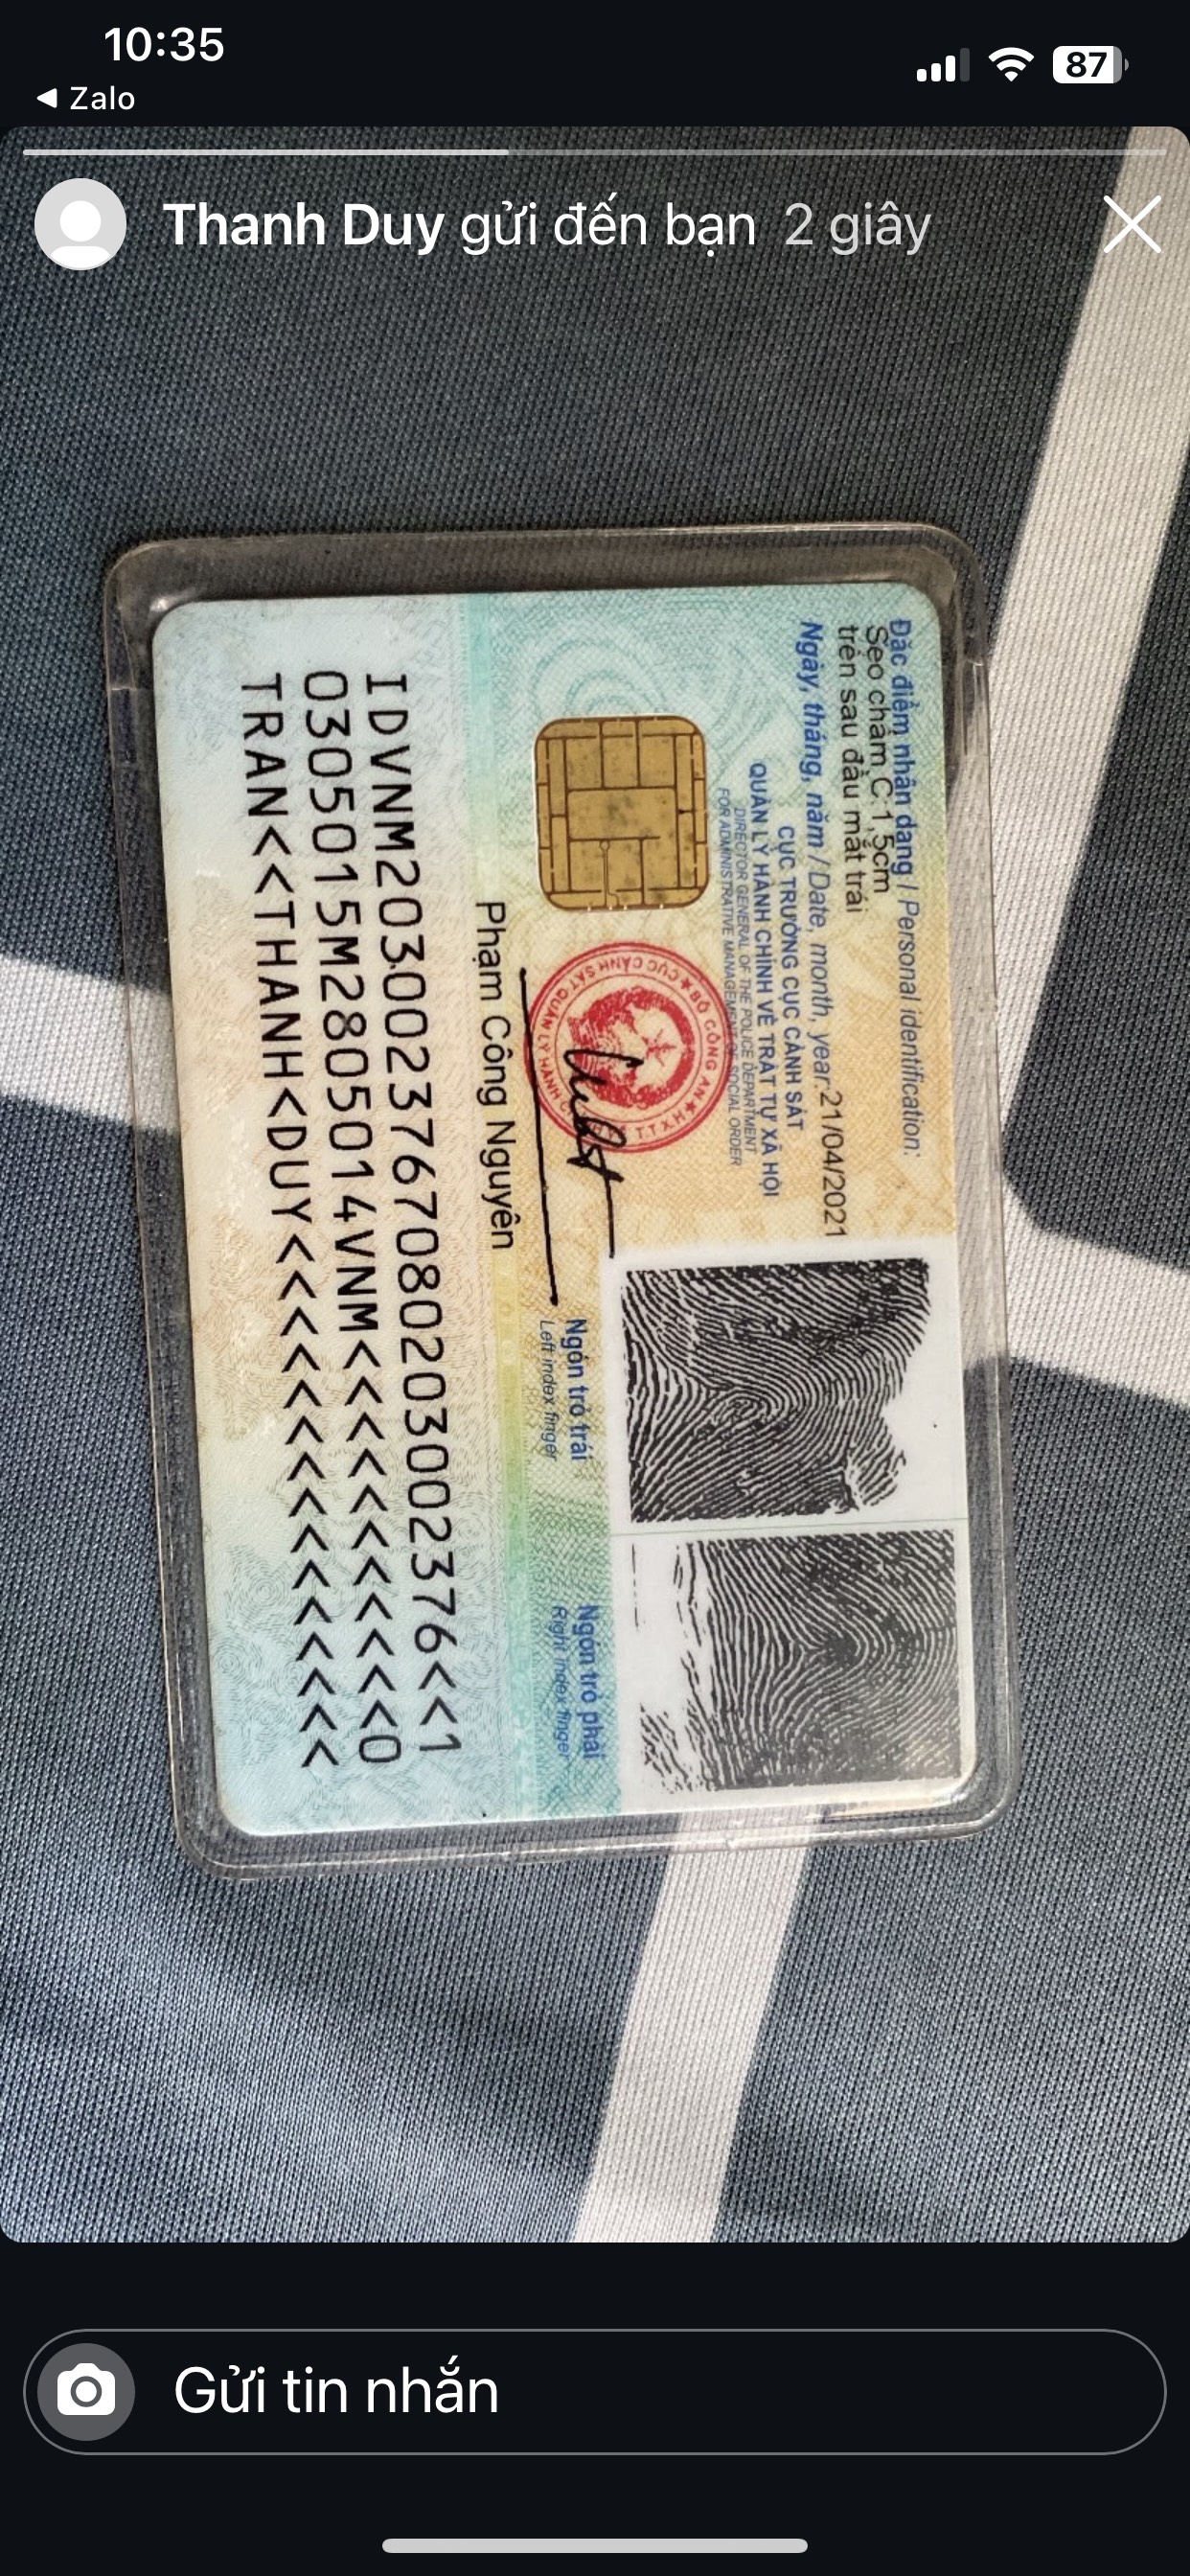 10:35
87
Zalo
Thanh Duy gửi đến bạn 2 giây
Đặc điểm nhân dạng / Personal identification:
Sẹo chấm C:1,5cm
trên sau đầu mắt trái
Ngày, tháng, năm / Date, month, year:21/04/2021
CỤC TRƯỞNG CỤC CẢNH SÁT
QUẢN LÝ HÀNH CHÍNH VỀ TRẬT TỰ XÃ HỘI
DIRECTOR GENERAL OF THE POLICE DEPARTMENT
FOR ADMINISTRATIVE MANAGEMENT OF SOCIAL ORDER
BỘ CÔNG AN
CỤC CẢNH SÁT QUẢN LÝ HÀNH TTXH
Phạm Công Nguyên
Ngón trỏ trái
Left index finger
Ngón trỏ phải
Right index finger
IDVNM2030023767080203002376<<1
0305015M2805014VNM<<<<<<<<<<<0
TRAN<<THANH<DUY<<<<<<<<<<<<<<<
Gửi tin nhắn